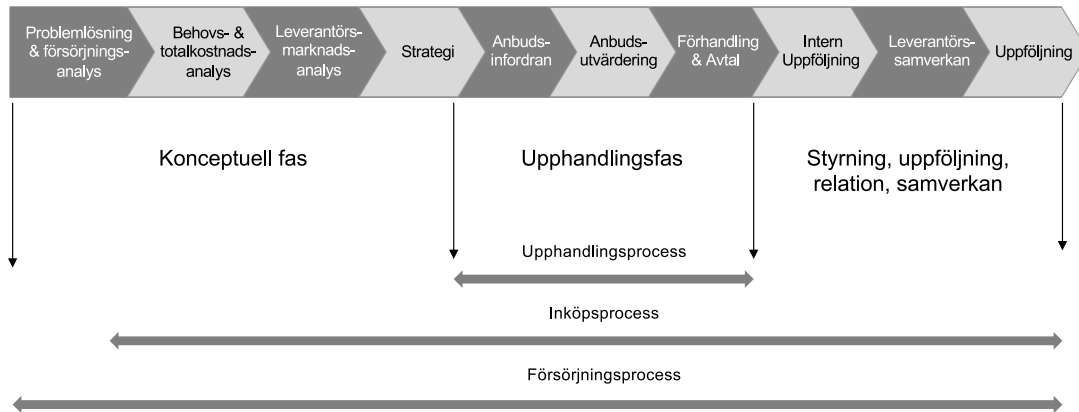 Problemlösning
& försörjnings-
analys
Behovs- &
totalkostnads-
analys
Leverantörs-
marknads-
analys
Strategi
Anbuds-
infordran
Anbuds-
utvärdering
Förhandling
& Avtal
Intern
Uppföljning
Leverantörs-
samverkan
Uppföljning
Konceptuell fas
Upphandlingsfas
Styrning, uppföljning,
relation, samverkan
Upphandlingsprocess
Inköpsprocess
Försörjningsprocess